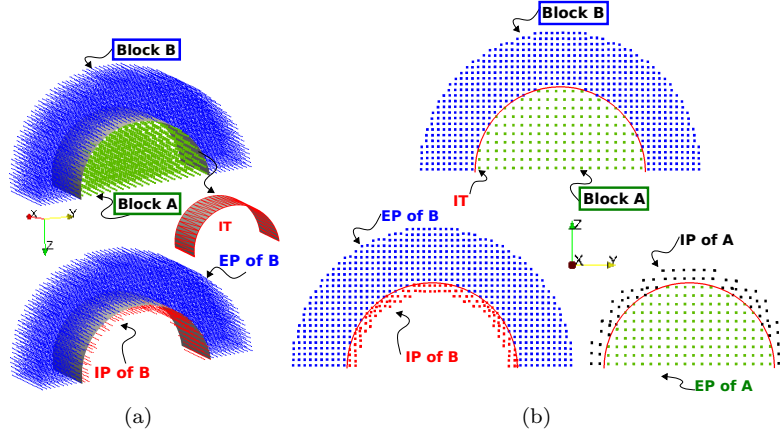 Block B
Block A
X
Y
Z
IT
EP of B
IP of B
(a)
Block B
IT
Block A
EP of B
IP of B
Z
X
Y
IP of A
EP of A
(b)